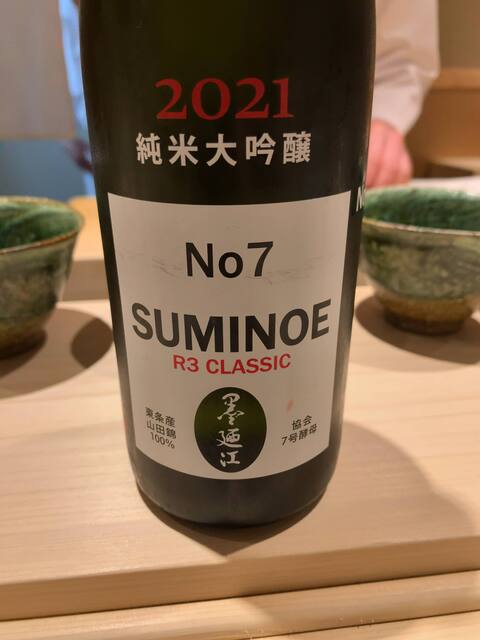 2021
純米大吟醸
No7
SUMINOE
R3 CLASSIC
東条産
山田錦
100%
墨廼江
協会
7号酵母